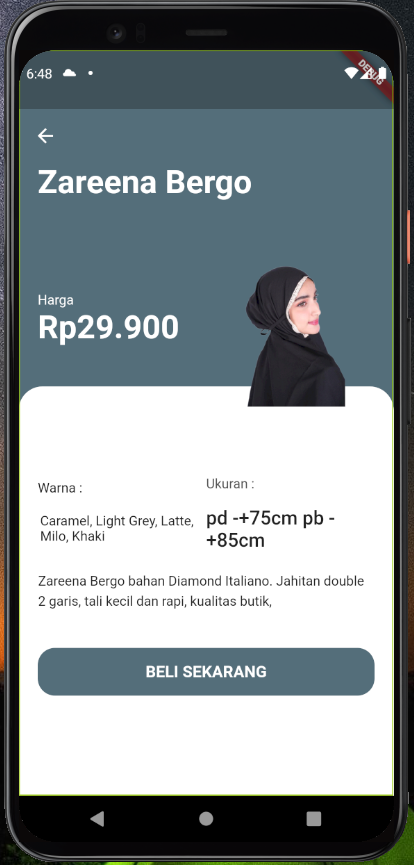 6:48
DEBUG
Zareena Bergo
Harga
Rp29.900
Warna :
Ukuran :
Caramel, Light Grey, Latte,
Milo, Khaki
pd -+75cm pb -
+85cm
Zareena Bergo bahan Diamond Italiano. Jahitan double
2 garis, tali kecil dan rapi, kualitas butik,
BELI SEKARANG